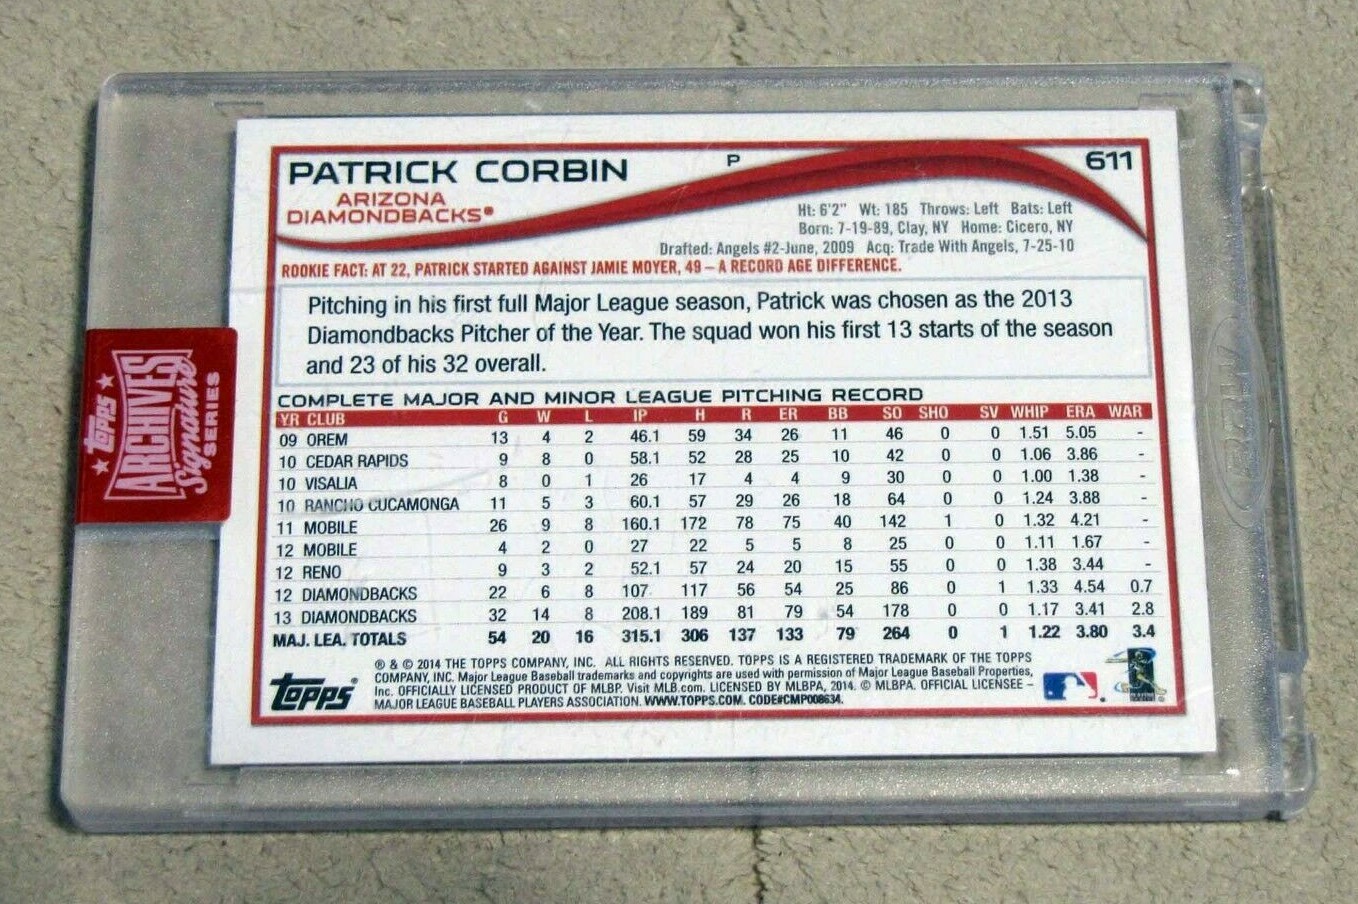 PATRICK CORBIN P 611
ARIZONA
DIAMONDBACKS®
Ht: 6'2" Wt: 185 Throws: Left Bats: Left
Born: 7-19-89, Clay, NY Home: Cicero, NY
Drafted: Angels #2-June, 2009 Acq: Trade With Angels, 7-25-10
ROOKIE FACT: AT 22, PATRICK STARTED AGAINST JAMIE MOYER, 49 – A RECORD AGE DIFFERENCE.
Pitching in his first full Major League season, Patrick was chosen as the 2013
Diamondbacks Pitcher of the Year. The squad won his first 13 starts of the season
and 23 of his 32 overall.
COMPLETE MAJOR AND MINOR LEAGUE PITCHING RECORD
YR CLUB G W L IP H R ER BB SO SHO SV WHIP ERA WAR
09 OREM 13 4 2 46.1 59 34 26 11 46 0 0 1.51 5.05 -
10 CEDAR RAPIDS 9 8 0 58.1 52 28 25 10 42 0 0 1.06 3.86 -
10 VISALIA 8 0 1 26 17 4 4 9 30 0 0 1.00 1.38 -
10 RANCHO CUCAMONGA 11 5 3 60.1 57 29 26 18 64 0 0 1.24 3.88 -
11 MOBILE 26 9 8 160.1 172 78 75 40 142 1 0 1.32 4.21 -
12 MOBILE 4 2 0 27 22 5 5 8 25 0 0 1.11 1.67 -
12 RENO 9 3 2 52.1 57 24 20 15 55 0 0 1.38 3.44 -
12 DIAMONDBACKS 22 6 8 107 117 56 54 25 86 0 1 1.33 4.54 0.7
13 DIAMONDBACKS 32 14 8 208.1 189 81 79 54 178 0 0 1.17 3.41 2.8
MAJ. LEA. TOTALS 54 20 16 315.1 306 137 133 79 264 0 1 1.22 3.80 3.4
topps®
® & © 2014 THE TOPPS COMPANY, INC. ALL RIGHTS RESERVED. TOPPS IS A REGISTERED TRADEMARK OF THE TOPPS
COMPANY, INC. Major League Baseball trademarks and copyrights are used with permission of Major League Baseball Properties,
Inc. OFFICIALLY LICENSED PRODUCT OF MLBP. Visit MLB.com. LICENSED BY MLBPA, 2014. © MLBPA. OFFICIAL LICENSEE –
MAJOR LEAGUE BASEBALL PLAYERS ASSOCIATION. WWW.TOPPS.COM. CODE#CMP008634.
Topps
ARCHIVES
Signature
SERIES